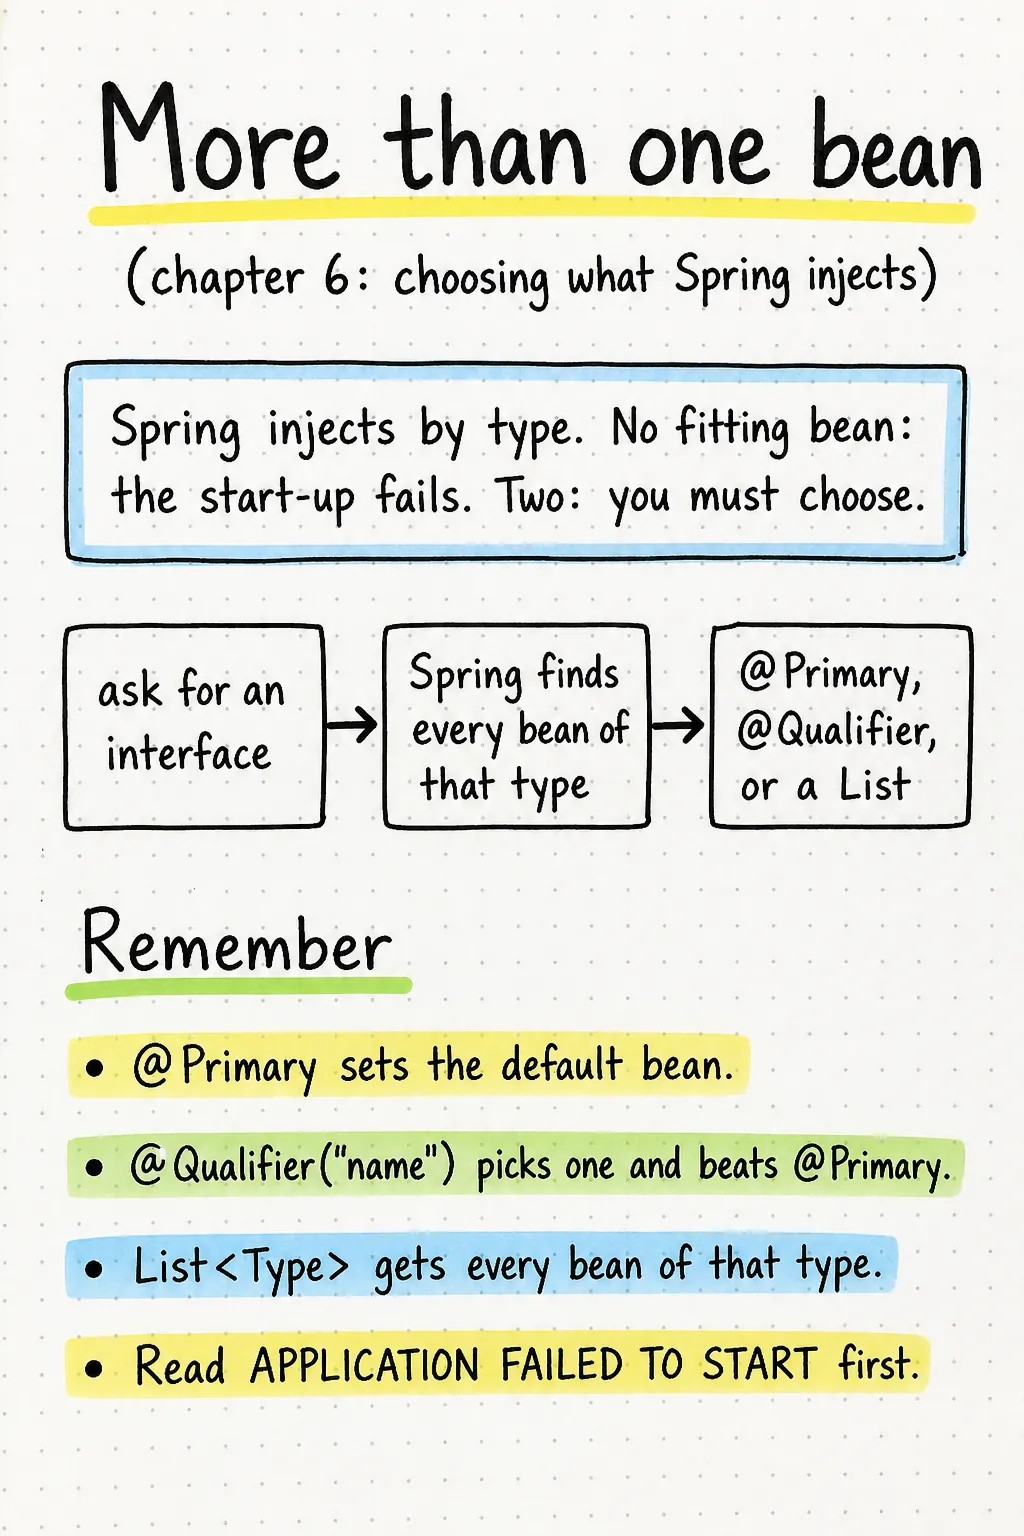 More than one bean
(chapter 6: choosing what Spring injects)
Spring injects by type. No fitting bean:
the start-up fails. Two: you must choose.
ask for an
interface
Spring finds
every bean of
that type
@Primary,
@Qualifier,
or a List
Remember
• @Primary sets the default bean.
• @Qualifier("name") picks one and beats @Primary.
• List<Type> gets every bean of that type.
• Read APPLICATION FAILED TO START first.